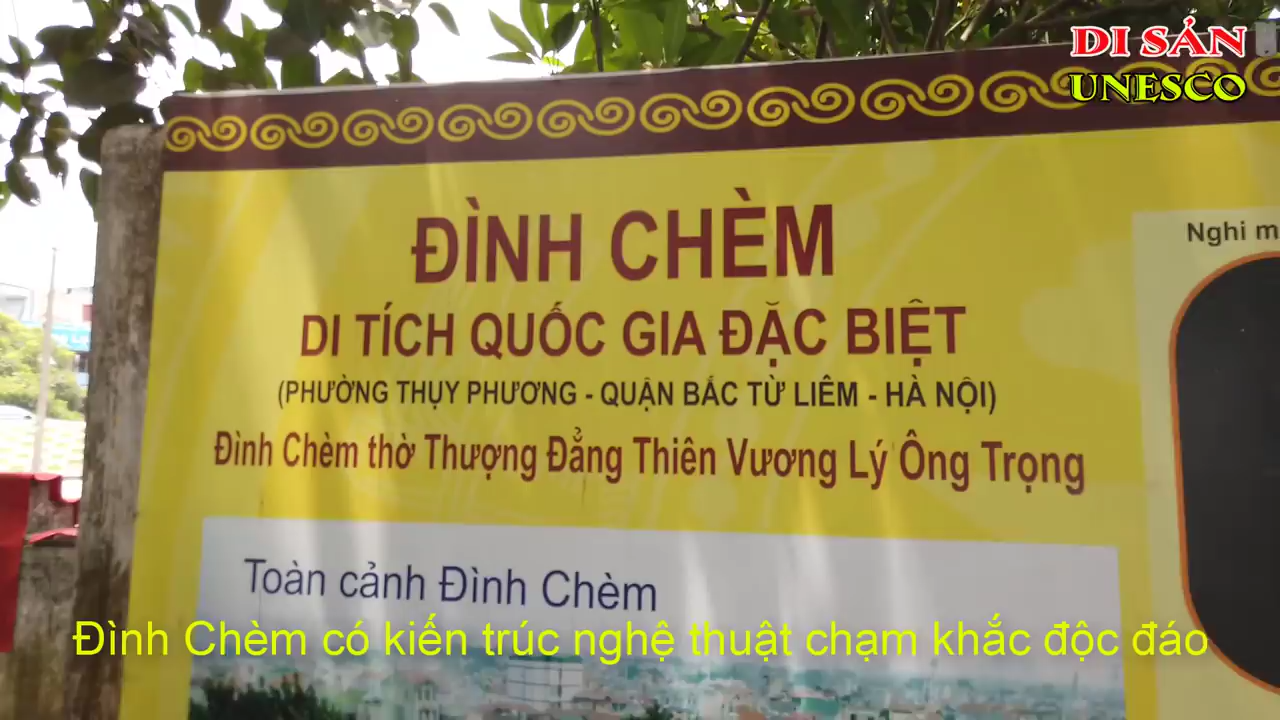 DI SẢN
UNESCO
ĐÌNH CHÈM
DI TÍCH QUỐC GIA ĐẶC BIỆT
(PHƯỜNG THỤY PHƯƠNG - QUẬN BẮC TỪ LIÊM - HÀ NỘI)
Đình Chèm thờ Thượng Đẳng Thiên Vương Lý Ông Trọng
Nghi m
Toàn cảnh Đình Chèm
Đình Chèm có kiến trúc nghệ thuật chạm khắc độc đáo